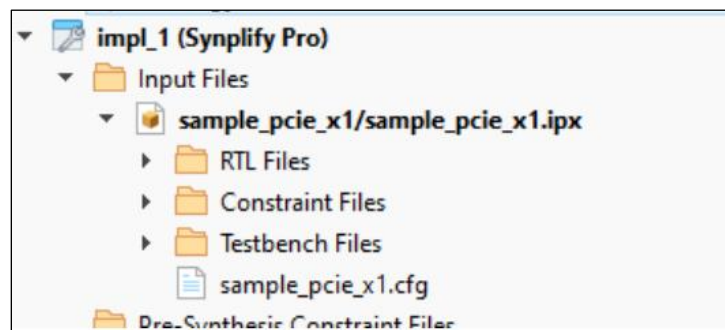 impl_1 (Synplify Pro)
Input Files
sample_pcie_x1/sample_pcie_x1.ipx
RTL Files
Constraint Files
Testbench Files
sample_pcie_x1.cfg
Pre-Synthesis Constraint Files